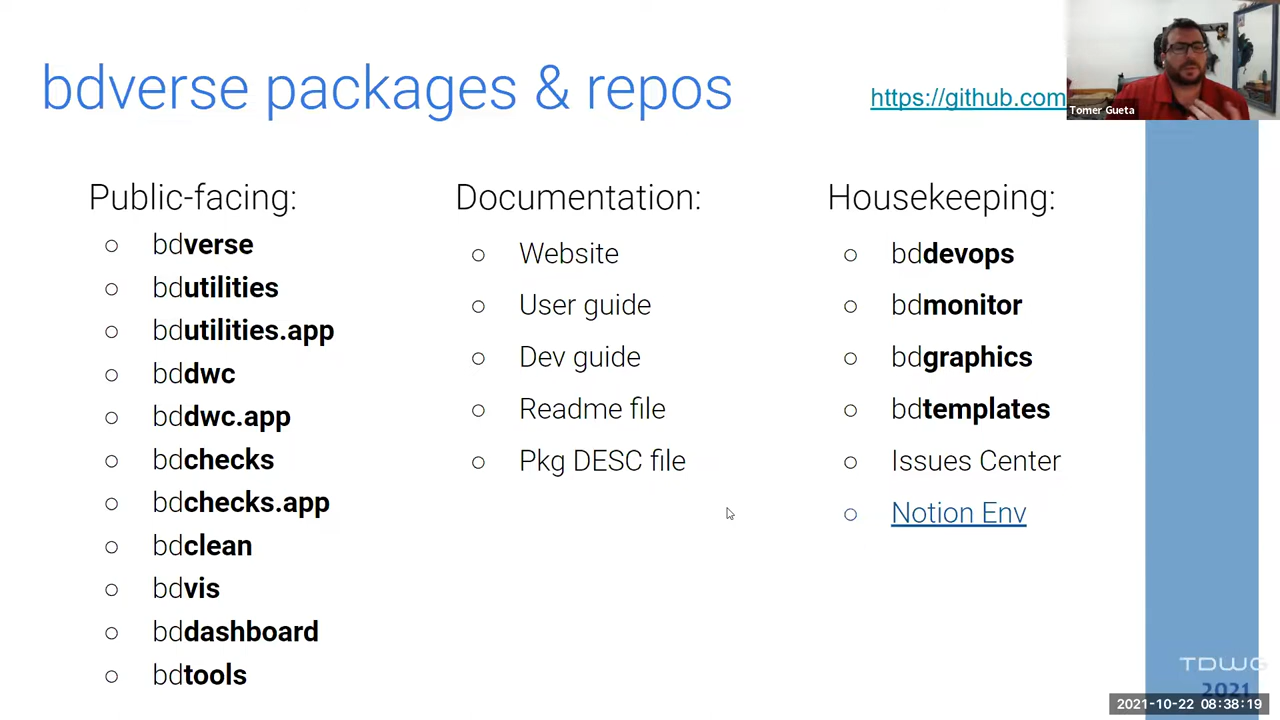 bdverse packages & repos
https://github.com
Tomer Gueta
Public-facing:
bdverse
bdutilities
bdutilities.app
bddwc
bddwc.app
bdchecks
bdchecks.app
bdclean
bdvis
bddashboard
bdtools
Documentation:
Website
User guide
Dev guide
Readme file
Pkg DESC file
Housekeeping:
bddevops
bdmonitor
bdgraphics
bdtemplates
Issues Center
Notion Env
TDWG
2021
2021-10-22 08:38:19